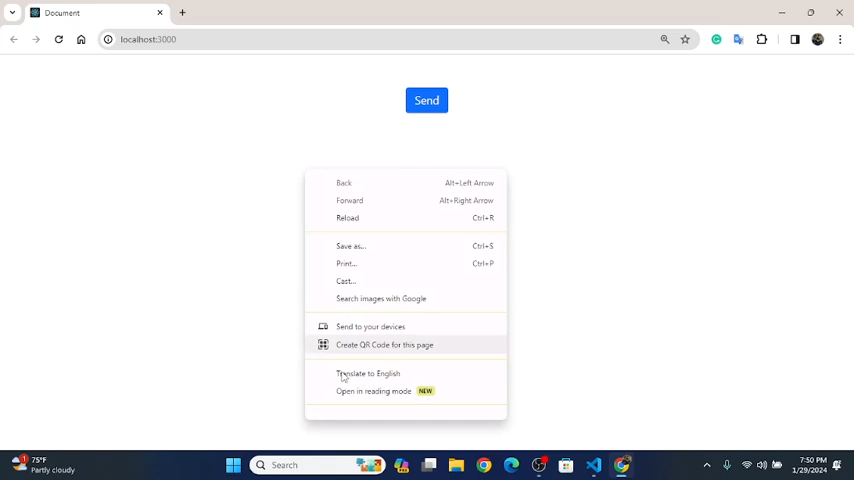 Document
localhost:3000
Send
Back Alt+Left Arrow
Forward Alt+Right Arrow
Reload Ctrl+R
Save as... Ctrl+S
Print... Ctrl+P
Cast...
Search images with Google
Send to your devices
Create QR Code for this page
Translate to English
Open in reading mode NEW
1
75°F
Partly cloudy
Search
7:50 PM
1/29/2024